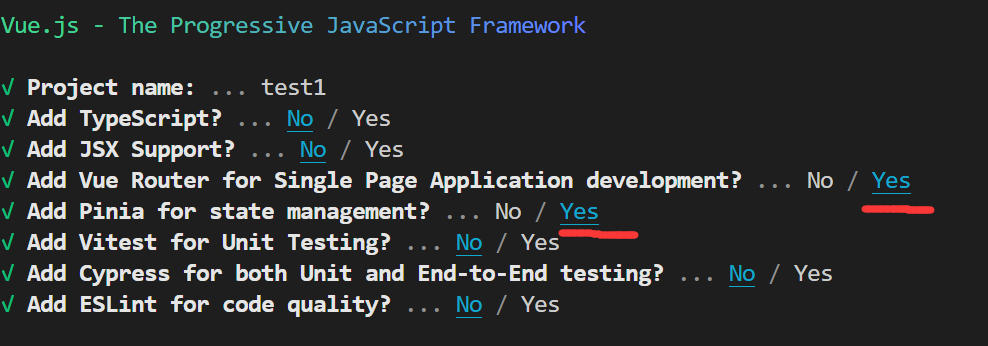 Vue.js - The Progressive JavaScript Framework
√ Project name: ... test1
√ Add TypeScript? ... No / Yes
√ Add JSX Support? ... No / Yes
√ Add Vue Router for Single Page Application development? ... No / Yes
√ Add Pinia for state management? ... No / Yes
√ Add Vitest for Unit Testing? ... No / Yes
√ Add Cypress for both Unit and End-to-End testing? ... No / Yes
√ Add ESLint for code quality? ... No / Yes